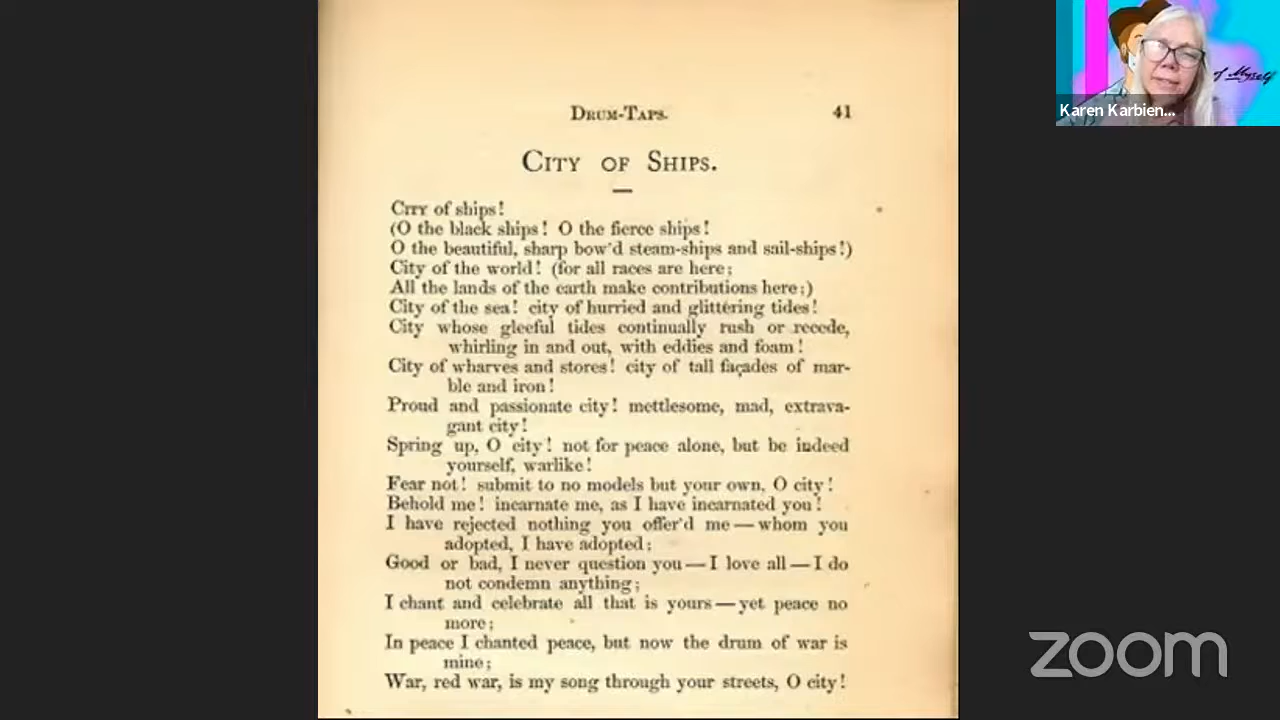 DRUM-TAPS. 41
CITY OF SHIPS.
CITY of ships!
(O the black ships! O the fierce ships!
O the beautiful, sharp bow'd steam-ships and sail-ships!)
City of the world! (for all races are here;
All the lands of the earth make contributions here;)
City of the sea! city of hurried and glittering tides!
City whose gleeful tides continually rush or recede,
whirling in and out, with eddies and foam!
City of wharves and stores! city of tall façades of mar-
ble and iron!
Proud and passionate city! mettlesome, mad, extrava-
gant city!
Spring up, O city! not for peace alone, but be indeed
yourself, warlike!
Fear not! submit to no models but your own, O city!
Behold me! incarnate me, as I have incarnated you!
I have rejected nothing you offer'd me—whom you
adopted, I have adopted;
Good or bad, I never question you—I love all—I do
not condemn anything;
I chant and celebrate all that is yours—yet peace no
more;
In peace I chanted peace, but now the drum of war is
mine;
War, red war, is my song through your streets, O city!
of Myself
Karen Karbien...
zoom